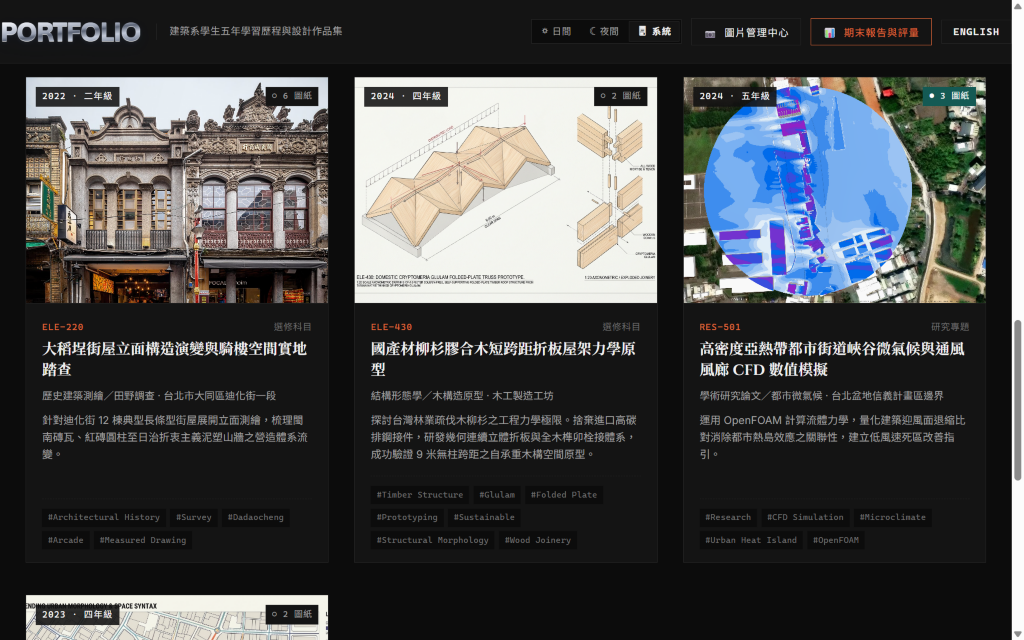 PORTFOLIO
建築系學生五年學習歷程與設計作品集
日間
夜間
系統
圖片管理中心
期末報告與評量
ENGLISH
2022 · 二年級
6 圖紙
2024 · 四年級
2 圖紙
2024 · 五年級
3 圖紙
ELE-430: DOMESTIC CRYPTOMERIA GLULAM FOLDED-PLATE TRUSS PROTOTYPE.
ELE-220
選修科目
大稻埕街屋立面構造演變與騎樓空間實地
踏查
歷史建築測繪／田野調查 · 台北市大同區迪化街一段
針對迪化街 12 棟典型長條型街屋展開立面測繪，梳理閩
南磚瓦、紅磚圓柱至日治折衷主義泥塑山牆之營造體系流
變。
#Architectural History
#Survey
#Dadaocheng
#Arcade
#Measured Drawing
ELE-430
選修科目
國產材柳杉膠合木短跨距折板屋架力學原
型
結構形態學／木構造原型 · 木工製造工坊
探討台灣林業疏伐木柳杉之工程力學極限。捨棄進口高碳
排鋼接件，研發幾何連續立體折板與全木榫卯栓接體系，
成功驗證 9 米無柱跨距之自承重木構空間原型。
#Timber Structure
#Glulam
#Folded Plate
#Prototyping
#Sustainable
#Structural Morphology
#Wood Joinery
RES-501
研究專題
高密度亞熱帶都市街道峽谷微氣候與通風
風廊 CFD 數值模擬
學術研究論文／都市微氣候 · 台北盆地信義計畫區邊界
運用 OpenFOAM 計算流體力學，量化建築迎風面退縮比
對消除都市熱島效應之關聯性，建立低風速死區改善指
引。
#Research
#CFD Simulation
#Microclimate
#Urban Heat Island
#OpenFOAM
2023 · 四年級
2 圖紙